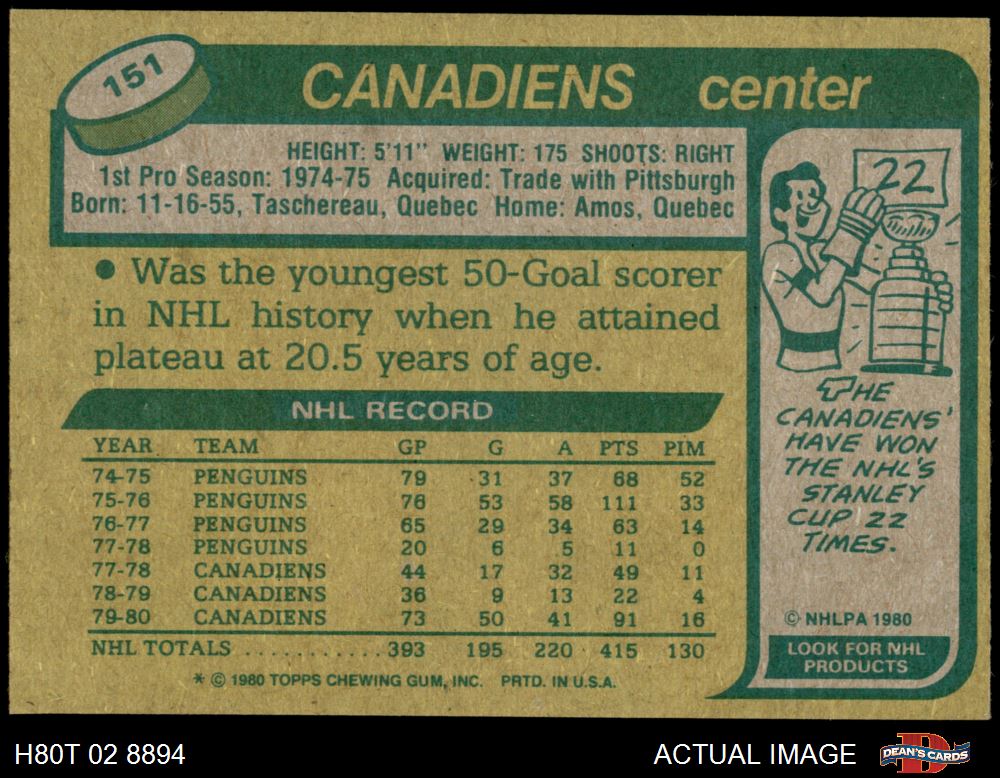 151
CANADIENS center
HEIGHT: 5'11" WEIGHT: 175 SHOOTS: RIGHT
1st Pro Season: 1974-75 Acquired: Trade with Pittsburgh
Born: 11-16-55, Taschereau, Quebec Home: Amos, Quebec
● Was the youngest 50-Goal scorer
in NHL history when he attained
plateau at 20.5 years of age.
NHL RECORD
YEAR TEAM GP G A PTS PIM
74-75 PENGUINS 79 31 37 68 52
75-76 PENGUINS 76 53 58 111 33
76-77 PENGUINS 65 29 34 63 14
77-78 PENGUINS 20 6 5 11 0
77-78 CANADIENS 44 17 32 49 11
78-79 CANADIENS 36 9 13 22 4
79-80 CANADIENS 73 50 41 91 16
NHL TOTALS ............393 195 220 415 130
* © 1980 TOPPS CHEWING GUM, INC. PRTD. IN U.S.A.
22
THE
CANADIENS'
HAVE WON
THE NHL'S
STANLEY
CUP 22
TIMES.
© NHLPA 1980
LOOK FOR NHL
PRODUCTS
H80T 02 8894
ACTUAL IMAGE
DEAN'S CARDS